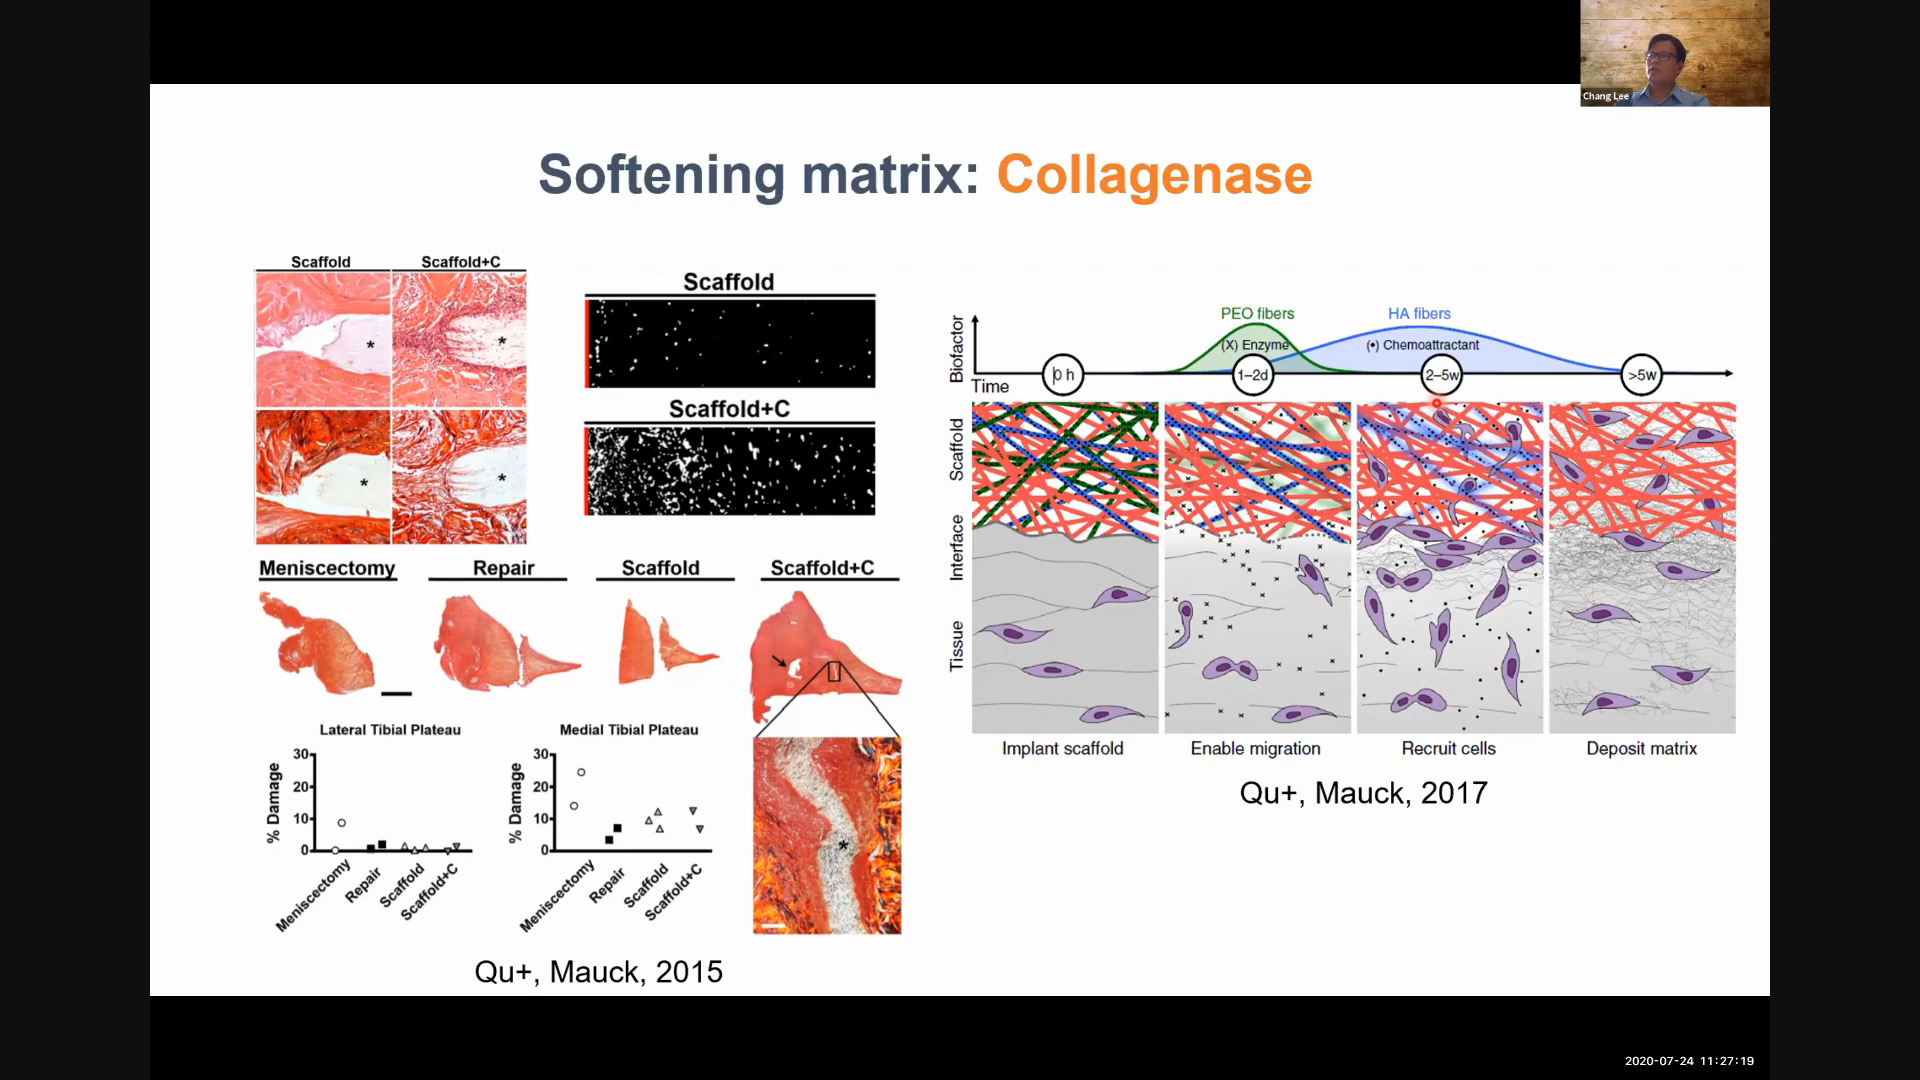 Chang Lee
Softening matrix: Collagenase
Scaffold
Scaffold+C
*
*
*
*
Scaffold
Scaffold+C
Meniscectomy
Repair
Scaffold
Scaffold+C
Lateral Tibial Plateau
% Damage
30
20
10
0
Meniscectomy
Repair
Scaffold
Scaffold+C
Medial Tibial Plateau
% Damage
30
20
10
0
Meniscectomy
Repair
Scaffold
Scaffold+C
*
Qu+, Mauck, 2015
Biofactor
PEO fibers
(X) Enzyme
HA fibers
(•) Chemoattractant
Time
0 h
1–2d
2–5w
>5w
Scaffold
Interface
Tissue
Implant scaffold
Enable migration
Recruit cells
Deposit matrix
Qu+, Mauck, 2017
2020-07-24 11:27:19